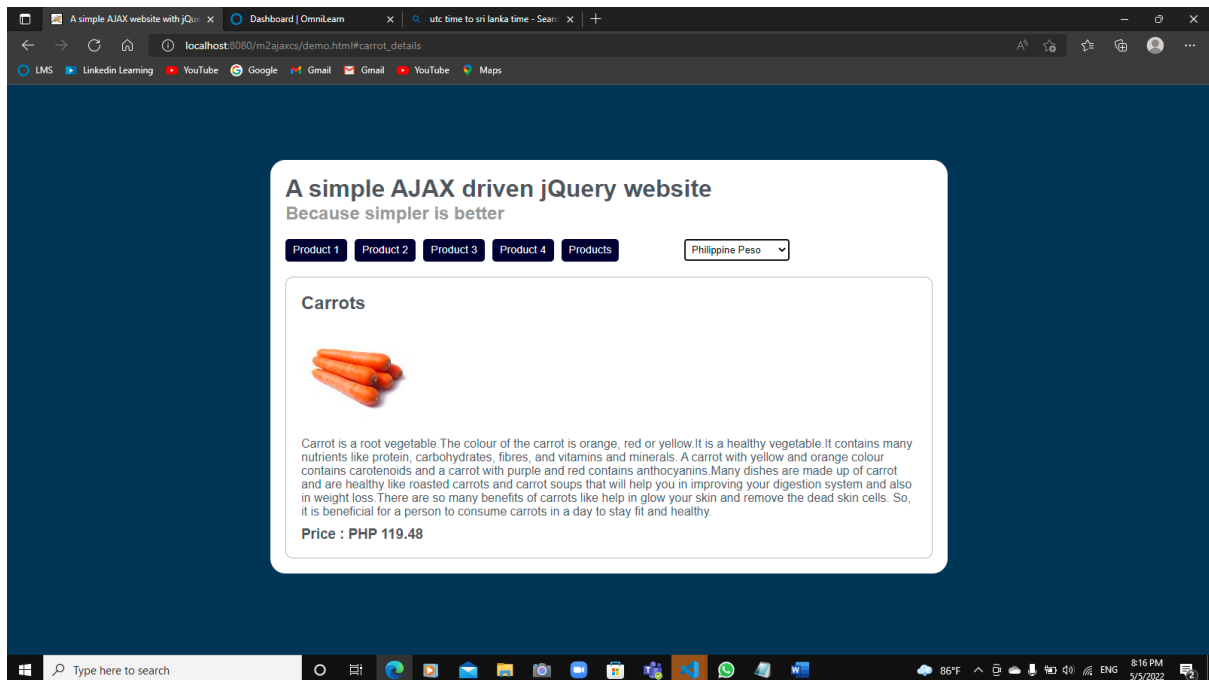 A simple AJAX website with jQue
Dashboard | OmniLearn
utc time to sri lanka time - Searc
localhost:8080/m2ajaxcs/demo.html#carrot_details
LMS Linkedin Learning YouTube Google Gmail Gmail YouTube Maps
A simple AJAX driven jQuery website
Because simpler is better
Product 1 Product 2 Product 3 Product 4 Products Philippine Peso
Carrots
Carrot is a root vegetable.The colour of the carrot is orange, red or yellow.It is a healthy vegetable.It contains many
nutrients like protein, carbohydrates, fibres, and vitamins and minerals. A carrot with yellow and orange colour
contains carotenoids and a carrot with purple and red contains anthocyanins.Many dishes are made up of carrot
and are healthy like roasted carrots and carrot soups that will help you in improving your digestion system and also
in weight loss.There are so many benefits of carrots like help in glow your skin and remove the dead skin cells. So,
it is beneficial for a person to consume carrots in a day to stay fit and healthy.
Price : PHP 119.48
Type here to search
86°F
ENG
8:16 PM
5/5/2022